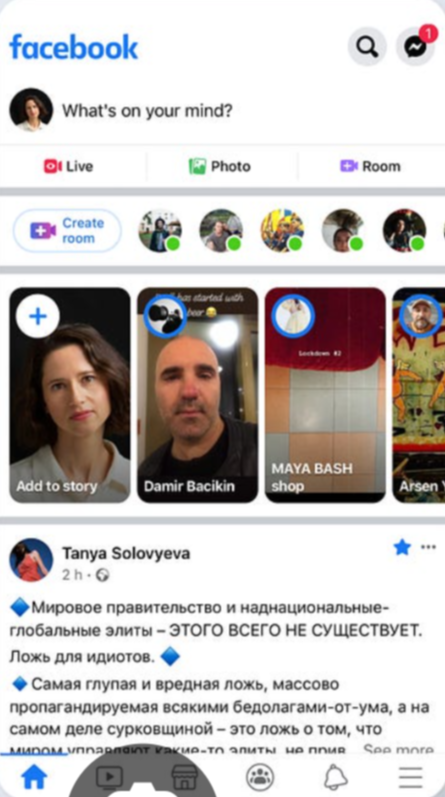 facebook
1
What's on your mind?
Live
Photo
Room
Create
room
has started with
Lockdown #2
Add to story
Damir Bacikin
MAYA BASH
shop
Arsen
Tanya Solovyeva
2 h ·
Мировое правительство и наднациональные-
глобальные элиты – ЭТОГО ВСЕГО НЕ СУЩЕСТВУЕТ.
Ложь для идиотов.
Самая глупая и вредная ложь, массово
пропагандируемая всякими бедолагами-от-ума, а на
самом деле сурковщиной – это ложь о том, что
миром управляют какие-то элиты, не прив... See more